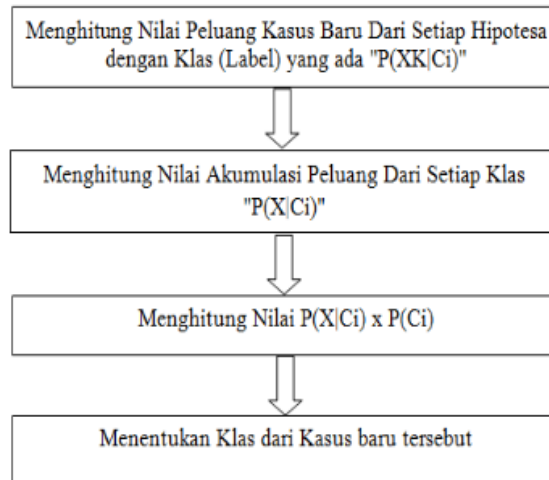 Menghitung Nilai Peluang Kasus Baru Dari Setiap Hipotesa
dengan Klas (Label) yang ada "P(XK|Ci)"
Menghitung Nilai Akumulasi Peluang Dari Setiap Klas
"P(X|Ci)"
Menghitung Nilai P(X|Ci) x P(Ci)
Menentukan Klas dari Kasus baru tersebut